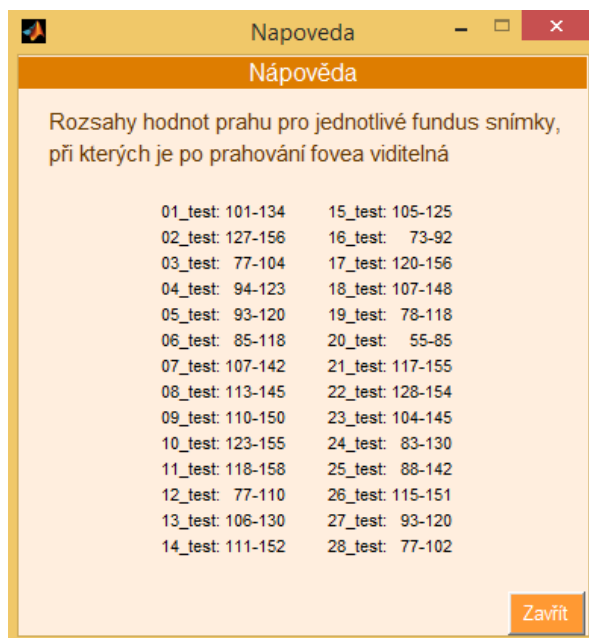 Napoveda
Nápověda
Rozsahy hodnot prahu pro jednotlivé fundus snímky,
při kterých je po prahování fovea viditelná
01_test: 101-134
02_test: 127-156
03_test: 77-104
04_test: 94-123
05_test: 93-120
06_test: 85-118
07_test: 107-142
08_test: 113-145
09_test: 110-150
10_test: 123-155
11_test: 118-158
12_test: 77-110
13_test: 106-130
14_test: 111-152
15_test: 105-125
16_test: 73-92
17_test: 120-156
18_test: 107-148
19_test: 78-118
20_test: 55-85
21_test: 117-155
22_test: 128-154
23_test: 104-145
24_test: 83-130
25_test: 88-142
26_test: 115-151
27_test: 93-120
28_test: 77-102
Zavřít